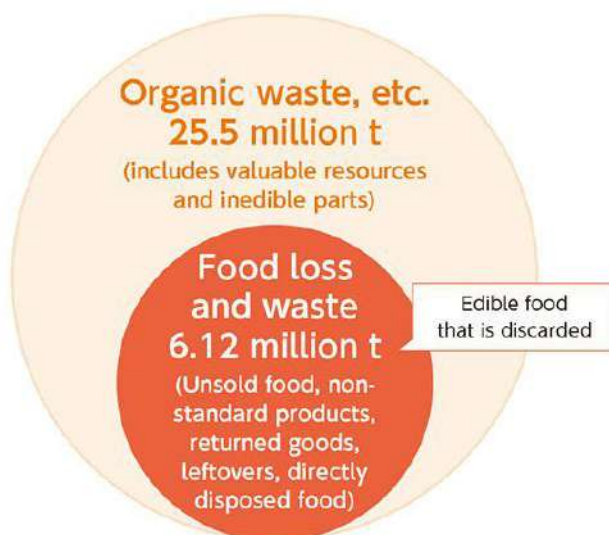 Organic waste, etc.
25.5 million t
(includes valuable resources
and inedible parts)
Food loss
and waste
6.12 million t
(Unsold food, non-
standard products,
returned goods,
leftovers, directly
disposed food)
Edible food
that is discarded